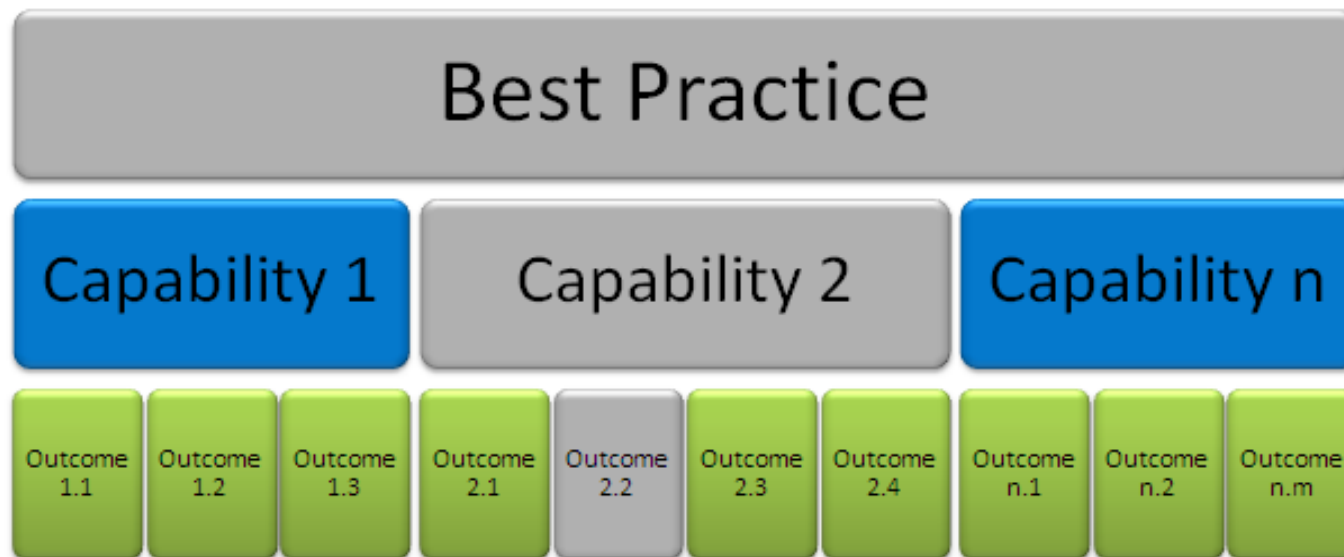 Best Practice
Capability 1
Capability 2
Capability n
Outcome
1.1
Outcome
1.2
Outcome
1.3
Outcome
2.1
Outcome
2.2
Outcome
2.3
Outcome
2.4
Outcome
n.1
Outcome
n.2
Outcome
n.m